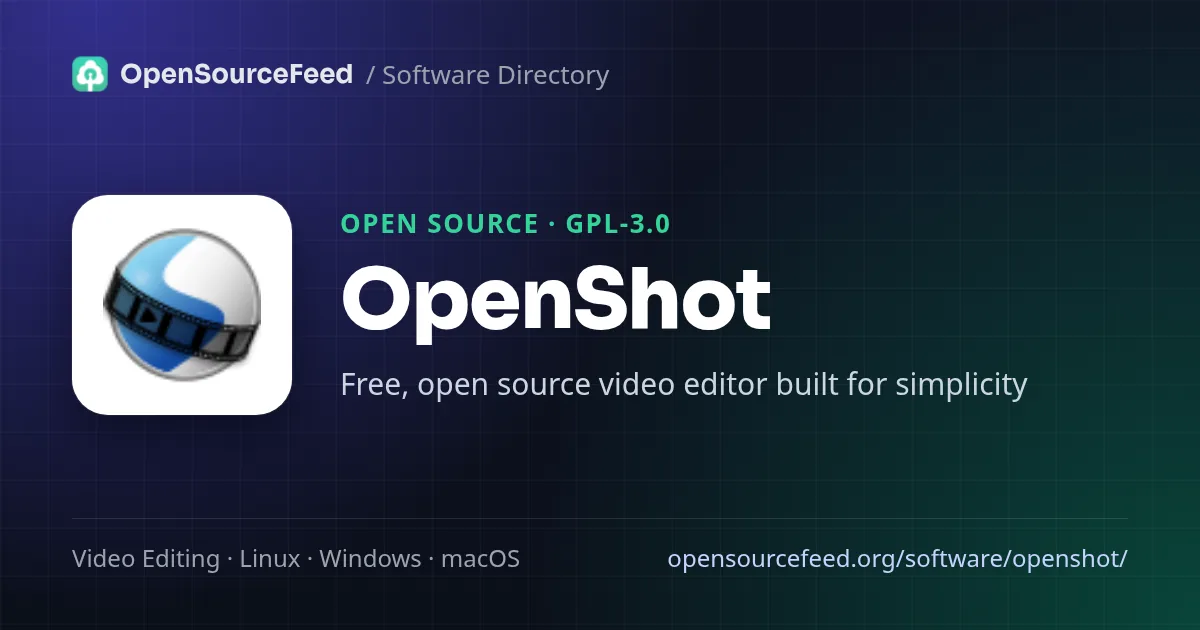 OpenSourceFeed / Software Directory
OPEN SOURCE · GPL-3.0
OpenShot
Free, open source video editor built for simplicity
Video Editing · Linux · Windows · macOS
opensourcefeed.org/software/openshot/